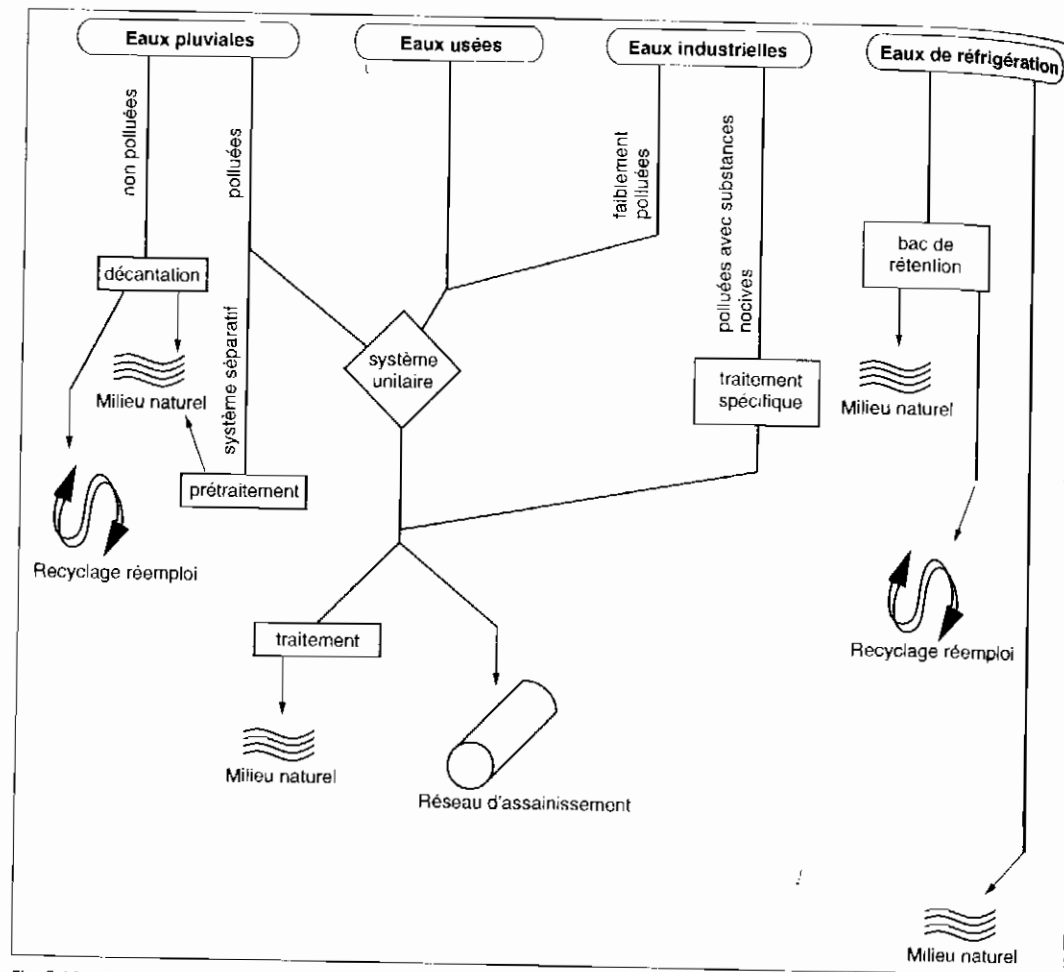 Eaux pluviales
Eaux usées
Eaux industrielles
Eaux de réfrigération
non polluées
polluées
faiblement
polluées
polluées avec substances
nocives
décantation
bac de
rétention
système séparatif
système
unitaire
traitement
spécifique
Milieu naturel
Milieu naturel
prétraitement
Recyclage réemploi
traitement
Recyclage réemploi
Milieu naturel
Réseau d'assainissement
Milieu naturel